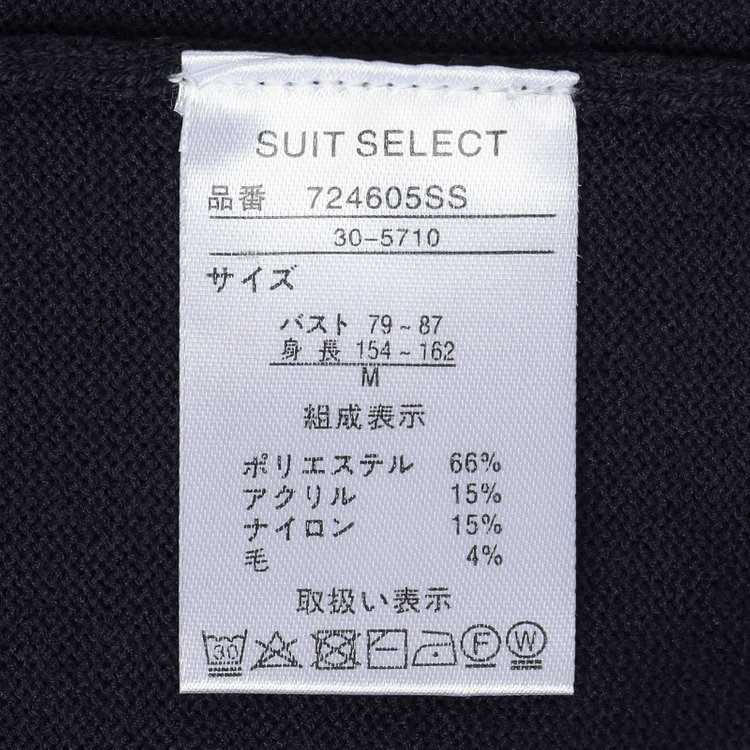 SUIT SELECT
品番 724605SS
30-5710
サイズ
バスト 79~87
身長 154~162
M
組成表示
ポリエステル 66%
アクリル 15%
ナイロン 15%
毛 4%
取扱い表示
30 F W